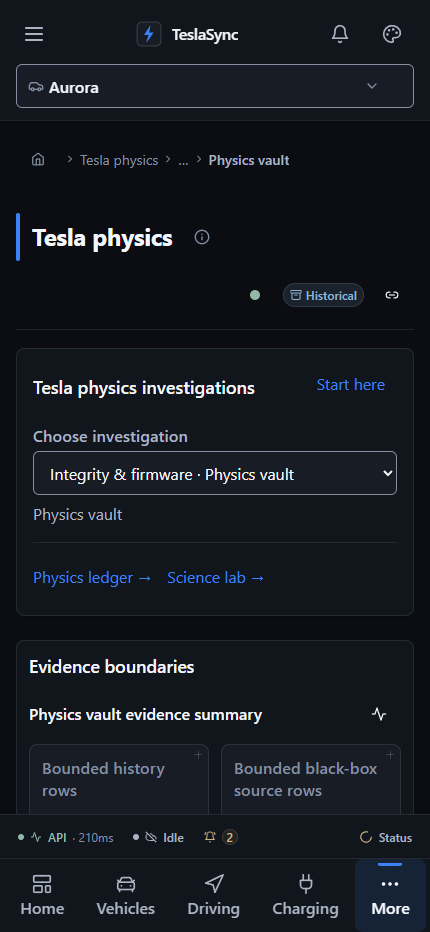 TeslaSync
Aurora
Tesla physics
...
Physics vault
Tesla physics
Historical
Tesla physics investigations
Start here
Choose investigation
Integrity & firmware · Physics vault
Physics vault
Physics ledger →
Science lab →
Evidence boundaries
Physics vault evidence summary
Bounded history
rows
Bounded black-box
source rows
API · 210ms
Idle
2
Status
Home
Vehicles
Driving
Charging
More